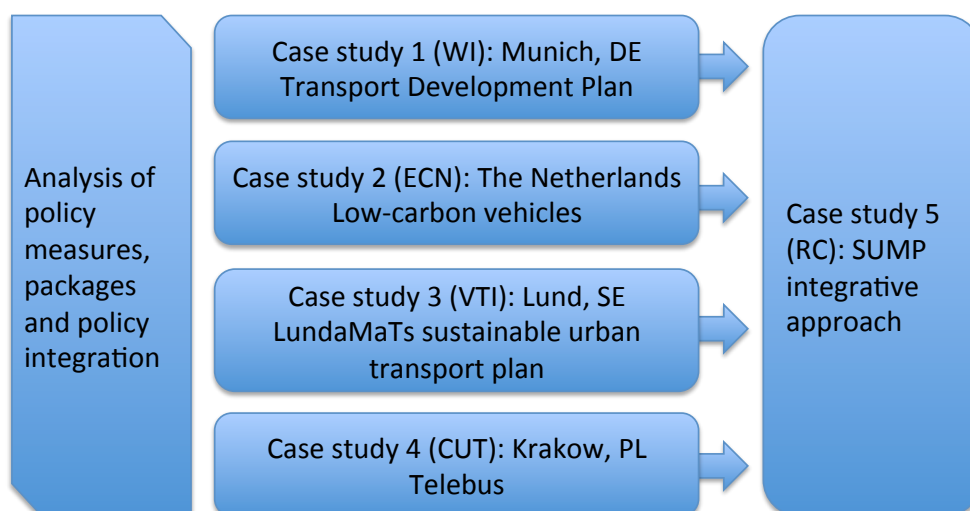 Analysis of
policy
measures,
packages
and policy
integration
Case study 1 (WI): Munich, DE
Transport Development Plan
Case study 2 (ECN): The Netherlands
Low-carbon vehicles
Case study 3 (VTI): Lund, SE
LundaMaTs sustainable urban
transport plan
Case study 4 (CUT): Krakow, PL
Telebus
Case study 5
(RC): SUMP
integrative
approach